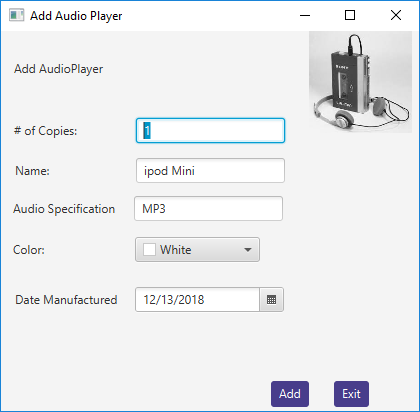 Add Audio Player
Add AudioPlayer
SONY
# of Copies: 1
Name: ipod Mini
Audio Specification MP3
Color: White
Date Manufactured 12/13/2018
Add Exit